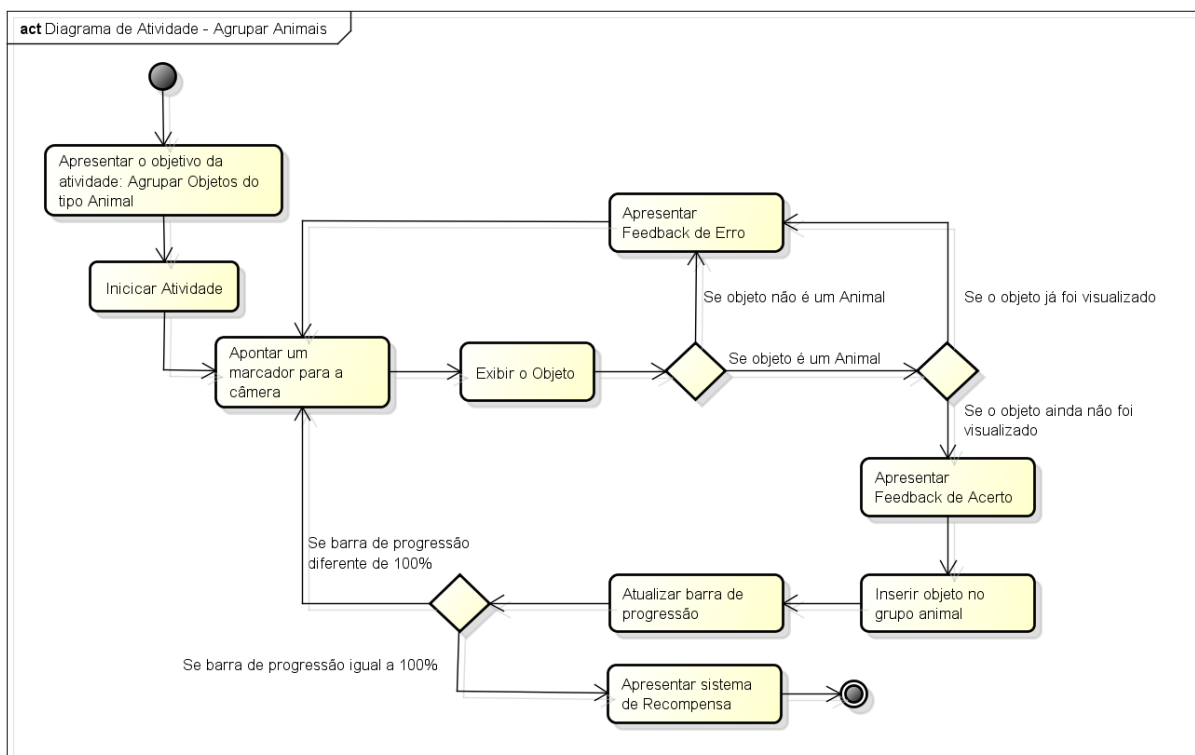 act Diagrama de Atividade - Agrupar Animais
Apresentar o objetivo da
atividade: Agrupar Objetos do
tipo Animal
Inicicar Atividade
Apontar um
marcador para a
câmera
Exibir o Objeto
Apresentar
Feedback de Erro
Se objeto não é um Animal
Se objeto é um Animal
Se o objeto já foi visualizado
Se o objeto ainda não foi
visualizado
Apresentar
Feedback de Acerto
Inserir objeto no
grupo animal
Atualizar barra de
progressão
Se barra de progressão
diferente de 100%
Se barra de progressão igual a 100%
Apresentar sistema
de Recompensa